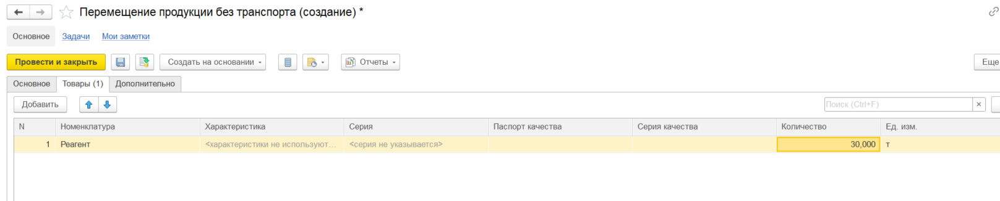 Перемещение продукции без транспорта (создание) *
Основное Задачи Мои заметки
Провести и закрыть Создать на основании Отчеты Еще
Основное Товары (1) Дополнительно
Добавить Поиск (Ctrl+F) ×
N Номенклатура Характеристика Серия Паспорт качества Серия качества Количество Ед. изм.
1 Реагент <характеристики не используют... <серия не указывается> 30,000 т